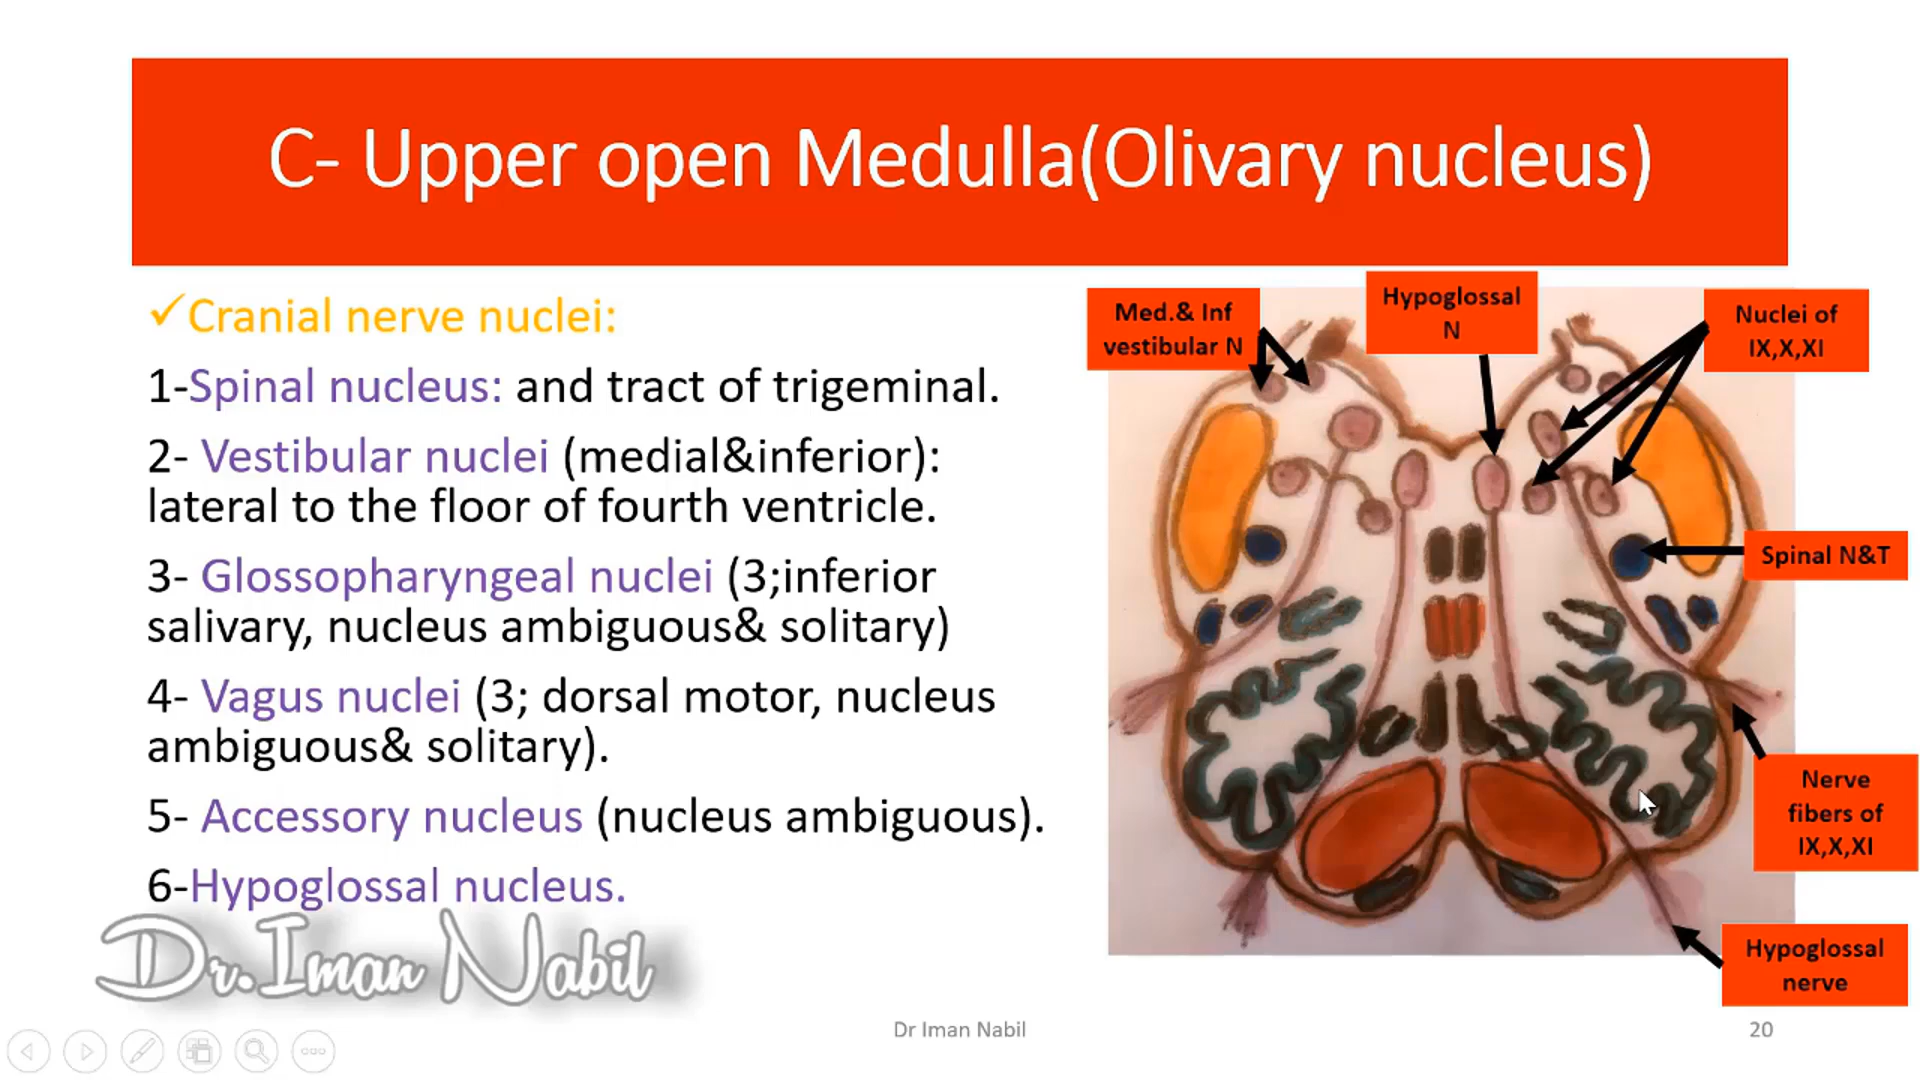 C- Upper open Medulla(Olivary nucleus)
✓Cranial nerve nuclei:
1-Spinal nucleus: and tract of trigeminal.
2- Vestibular nuclei (medial&inferior):
lateral to the floor of fourth ventricle.
3- Glossopharyngeal nuclei (3;inferior
salivary, nucleus ambiguous& solitary)
4- Vagus nuclei (3; dorsal motor, nucleus
ambiguous& solitary).
5- Accessory nucleus (nucleus ambiguous).
6-Hypoglossal nucleus.
Med.& Inf
vestibular N
Hypoglossal
N
Nuclei of
IX,X,XI
Spinal N&T
Nerve
fibers of
IX,X,XI
Hypoglossal
nerve
Dr.Iman Nabil
Dr Iman Nabil
20